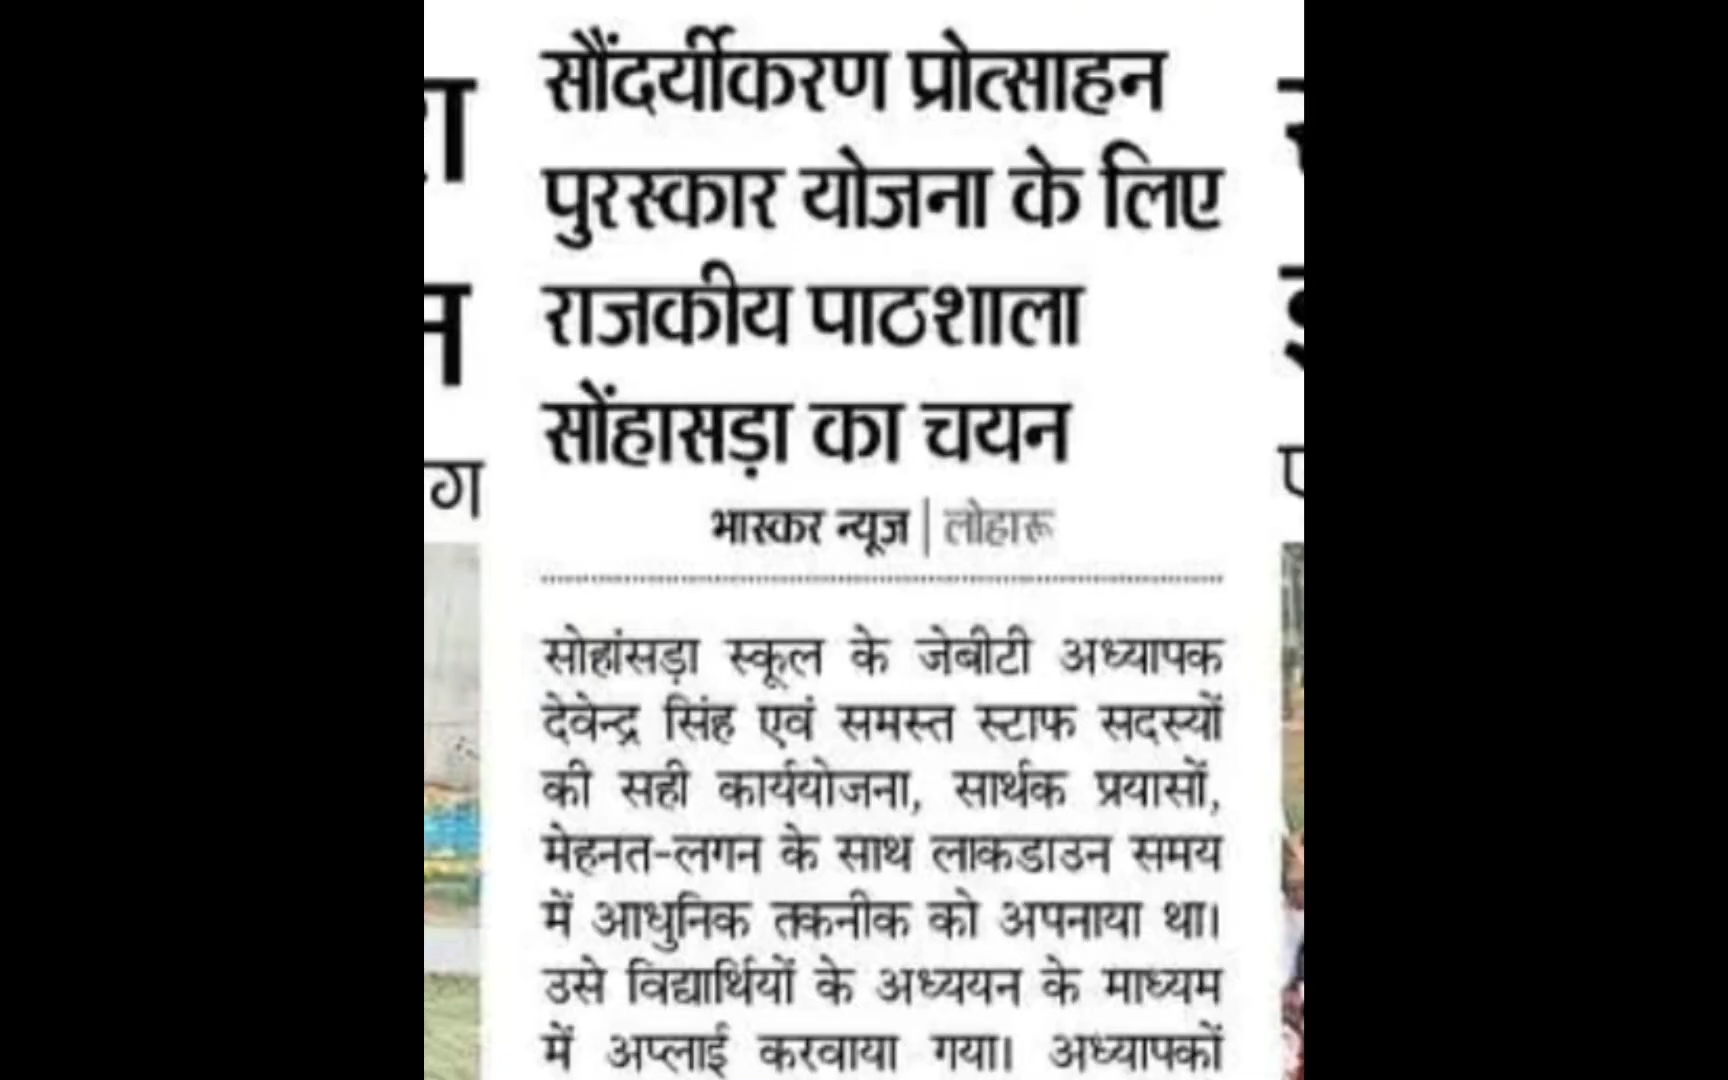 सौंदर्यीकरण प्रोत्साहन
पुरस्कार योजना के लिए
राजकीय पाठशाला
सोंहासड़ा का चयन
भास्कर न्यूज | लोहारू
सोहांसड़ा स्कूल के जेबीटी अध्यापक
देवेन्द्र सिंह एवं समस्त स्टाफ सदस्यों
की सही कार्ययोजना, सार्थक प्रयासों,
मेहनत-लगन के साथ लाकडाउन समय
में आधुनिक तकनीक को अपनाया था।
उसे विद्यार्थियों के अध्ययन के माध्यम
में अप्लाई करवाया गया। अध्यापकों